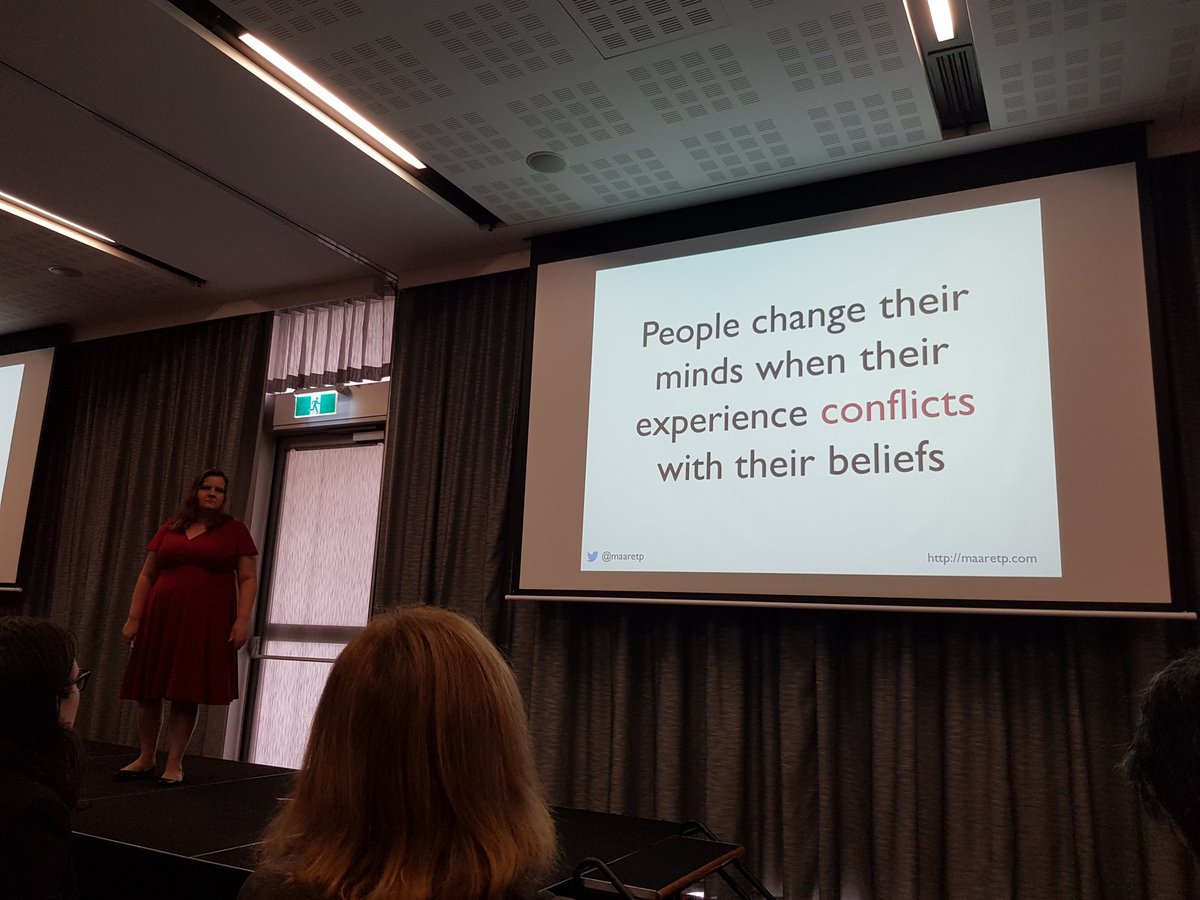 People change their
minds when their
experience conflicts
with their beliefs
@maaretp
http://maaretp.com